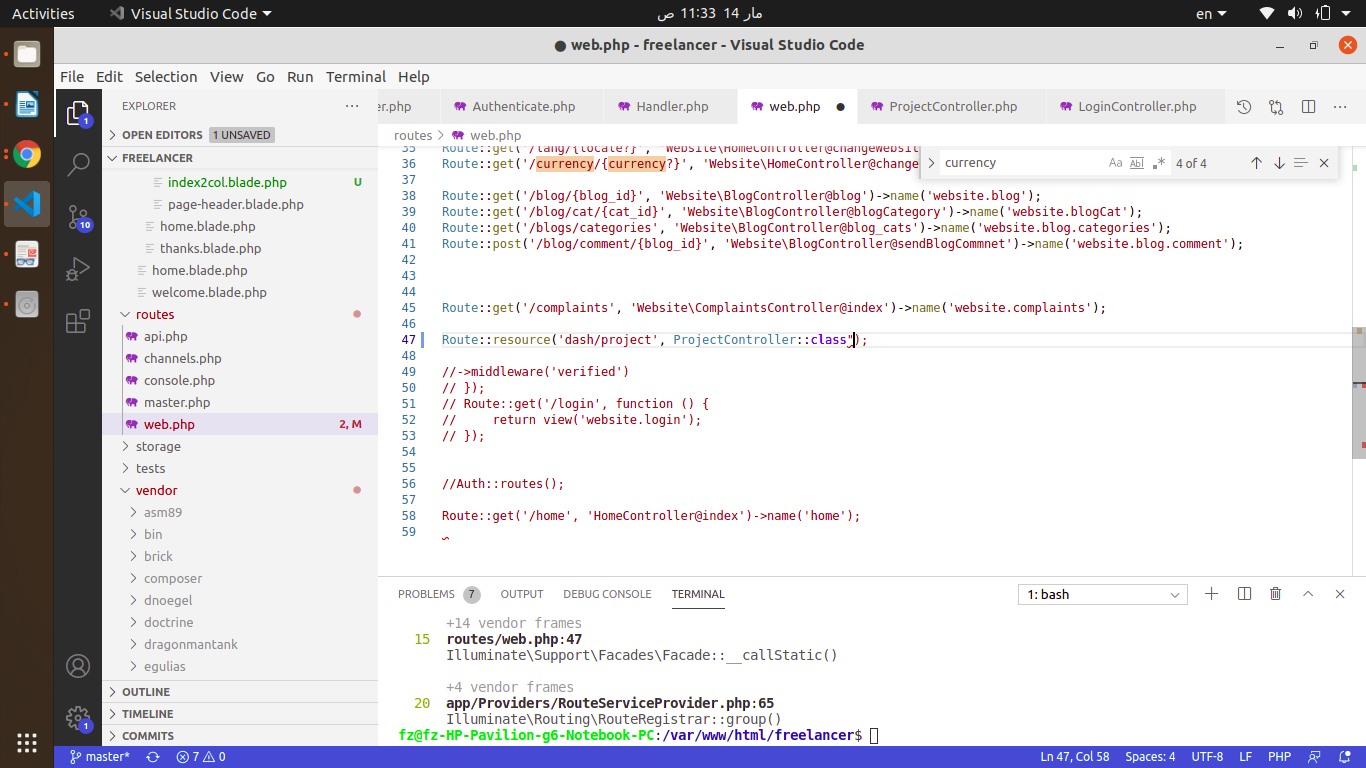 Activities
Visual Studio Code
مار 14 11:33 ص
en
● web.php - freelancer - Visual Studio Code
File Edit Selection View Go Run Terminal Help
EXPLORER
OPEN EDITORS 1 UNSAVED
FREELANCER
index2col.blade.php U
page-header.blade.php
home.blade.php
thanks.blade.php
home.blade.php
welcome.blade.php
routes
api.php
channels.php
console.php
master.php
web.php 2, M
storage
tests
vendor
asm89
bin
brick
composer
dnoegel
doctrine
dragonmantank
egulias
OUTLINE
TIMELINE
COMMITS
1
10
1
er.php Authenticate.php Handler.php web.php ● ProjectController.php LoginController.php
routes > web.php
currency Aa Abl .* 4 of 4
35 Route::get('/lang/{locale?}', 'Website\HomeController@changeWebsit
36 Route::get('/currency/{currency?}', 'Website\HomeController@change
37
38 Route::get('/blog/{blog_id}', 'Website\BlogController@blog')->name('website.blog');
39 Route::get('/blog/cat/{cat_id}', 'Website\BlogController@blogCategory')->name('website.blogCat');
40 Route::get('/blogs/categories', 'Website\BlogController@blog_cats')->name('website.blog.categories');
41 Route::post('/blog/comment/{blog_id}', 'Website\BlogController@sendBlogCommnet')->name('website.blog.comment');
42
43
44
45 Route::get('/complaints', 'Website\ComplaintsController@index')->name('website.complaints');
46
47 Route::resource('dash/project', ProjectController::class");
48
49 //->middleware('verified')
50 // });
51 // Route::get('/login', function () {
52 //     return view('website.login');
53 // });
54
55
56 //Auth::routes();
57
58 Route::get('/home', 'HomeController@index')->name('home');
59
PROBLEMS 7 OUTPUT DEBUG CONSOLE TERMINAL 1: bash
+14 vendor frames
15 routes/web.php:47
Illuminate\Support\Facades\Facade::__callStatic()
+4 vendor frames
20 app/Providers/RouteServiceProvider.php:65
Illuminate\Routing\RouteRegistrar::group()
fz@fz-HP-Pavilion-g6-Notebook-PC:/var/www/html/freelancer$
master* 7 0 Ln 47, Col 58 Spaces: 4 UTF-8 LF PHP